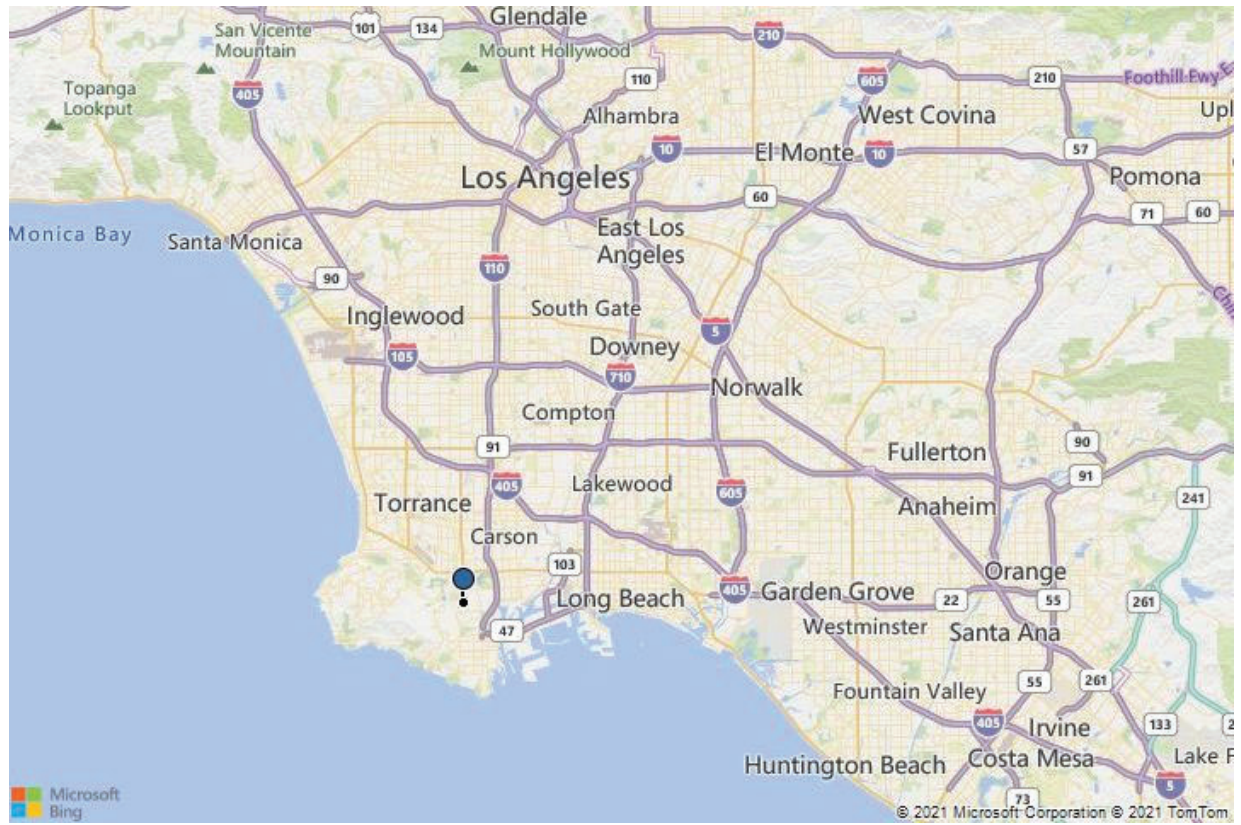 Glendale
San Vicente
Mountain
101
134
210
Mount Hollywood
405
110
605
210
Foothill Fwy E
Topanga
Lookput
Alhambra
West Covina
Upl
10
El Monte
10
57
Los Angeles
Pomona
60
71
60
Monica Bay
Santa Monica
East Los
Angeles
110
90
Chi
Inglewood
South Gate
5
Downey
105
710
Norwalk
Compton
91
90
Fullerton
91
405
Lakewood
605
241
Torrance
Anaheim
Carson
103
Orange
Long Beach
405
Garden Grove
22
55
261
47
Westminster
Santa Ana
55
261
Fountain Valley
405
Irvine
133
2
Huntington Beach
Costa Mesa
Lake F
5
73
Microsoft
Bing
© 2021 Microsoft Corporation © 2021 TomTom